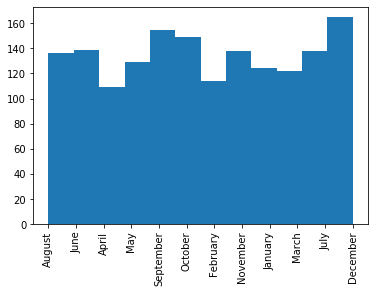 160
140
120
100
80
60
40
20
0
August
June
April
May
September
October
February
November
January
March
July
December